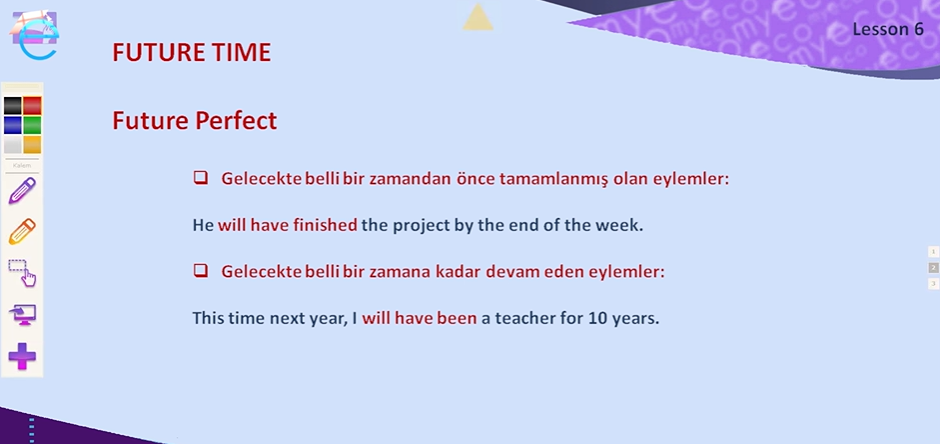 Lesson 6
FUTURE TIME
Future Perfect
Gelecekte belli bir zamandan önce tamamlanmış olan eylemler:
He will have finished the project by the end of the week.
Gelecekte belli bir zamana kadar devam eden eylemler:
This time next year, I will have been a teacher for 10 years.
Kalem
1
2
3